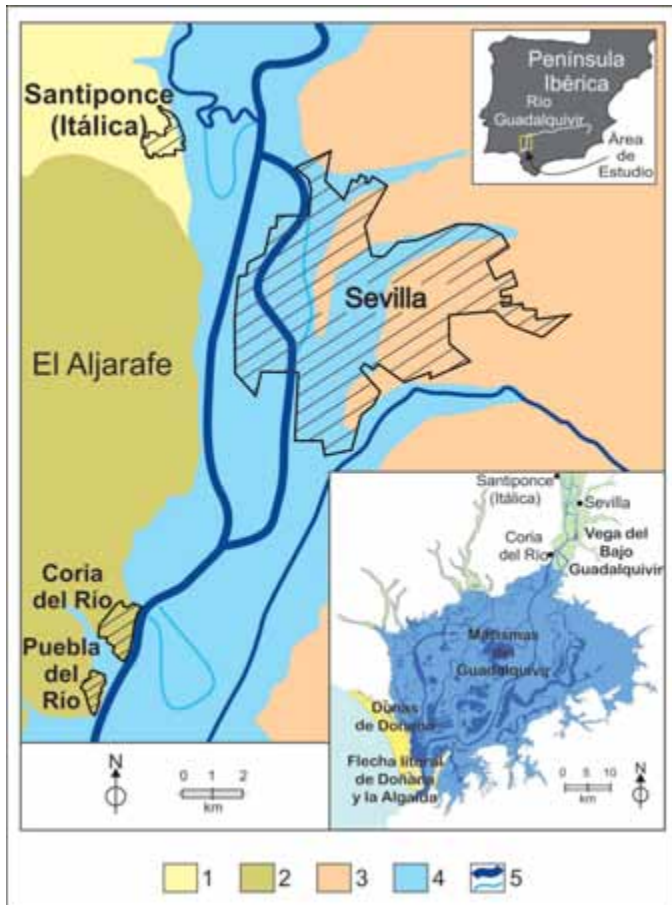 Santiponce
(Itálica)
Península
Ibérica
Río
Guadalquivir
Área
de
Estudio
Sevilla
El Aljarafe
Coria
del Río
Puebla
del
Río
Santiponce
(Itálica)
Sevilla
Coria
del Río
Vega del
Bajo
Guadalquivir
Marismas
del
Guadalquivir
Dunas
de Doñana
Flecha litoral
de Doñana
y la Algaida
N
0 1 2
km
0 5 10
km
N
1 2 3 4 5